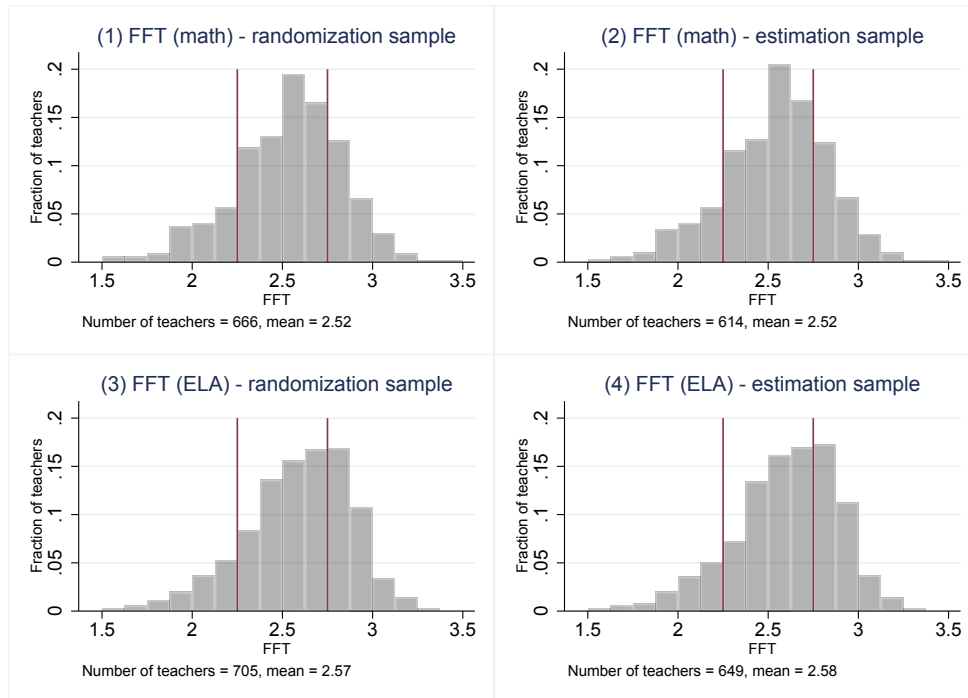 (1) FFT (math) - randomization sample
Fraction of teachers
.2
.15
.1
.05
0
1.5 2 2.5 3 3.5
FFT
Number of teachers = 666, mean = 2.52
(2) FFT (math) - estimation sample
Fraction of teachers
.2
.15
.1
.05
0
1.5 2 2.5 3 3.5
FFT
Number of teachers = 614, mean = 2.52
(3) FFT (ELA) - randomization sample
Fraction of teachers
.2
.15
.1
.05
0
1.5 2 2.5 3 3.5
FFT
Number of teachers = 705, mean = 2.57
(4) FFT (ELA) - estimation sample
Fraction of teachers
.2
.15
.1
.05
0
1.5 2 2.5 3 3.5
FFT
Number of teachers = 649, mean = 2.58